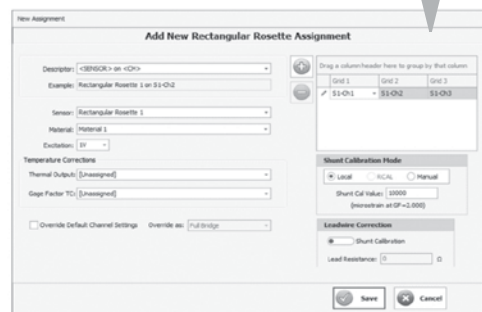 New Assignment
Add New Rectangular Rosette Assignment
Descriptor: <SENSOR> on <CH>
Example: Rectangular Rosette 1 on S1-Ch2
Sensor: Rectangular Rosette 1
Material: Material 1
Excitation: 1V
Temperature Corrections
Thermal Output: [Unassigned]
Gage Factor TC: [Unassigned]
Override Default Channel Settings Override as: Full Bridge
Drag a column header here to group by that column
Grid 1 Grid 2 Grid 3
S1-Ch1 S1-Ch2 S1-Ch3
Shunt Calibration Mode
Local RCAL Manual
Shunt Cal Value: 10000
(microstrain at GF=2.000)
Leadwire Correction
Shunt Calibration
Lead Resistance: 0 Ω
Save Cancel